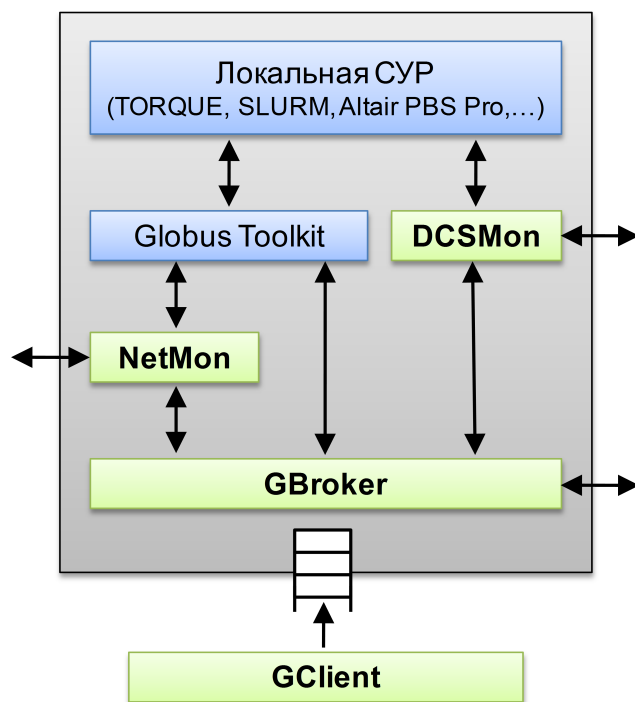 Локальная СУР
(TORQUE, SLURM, Altair PBS Pro,...)
Globus Toolkit
DCSMon
NetMon
GBroker
GClient